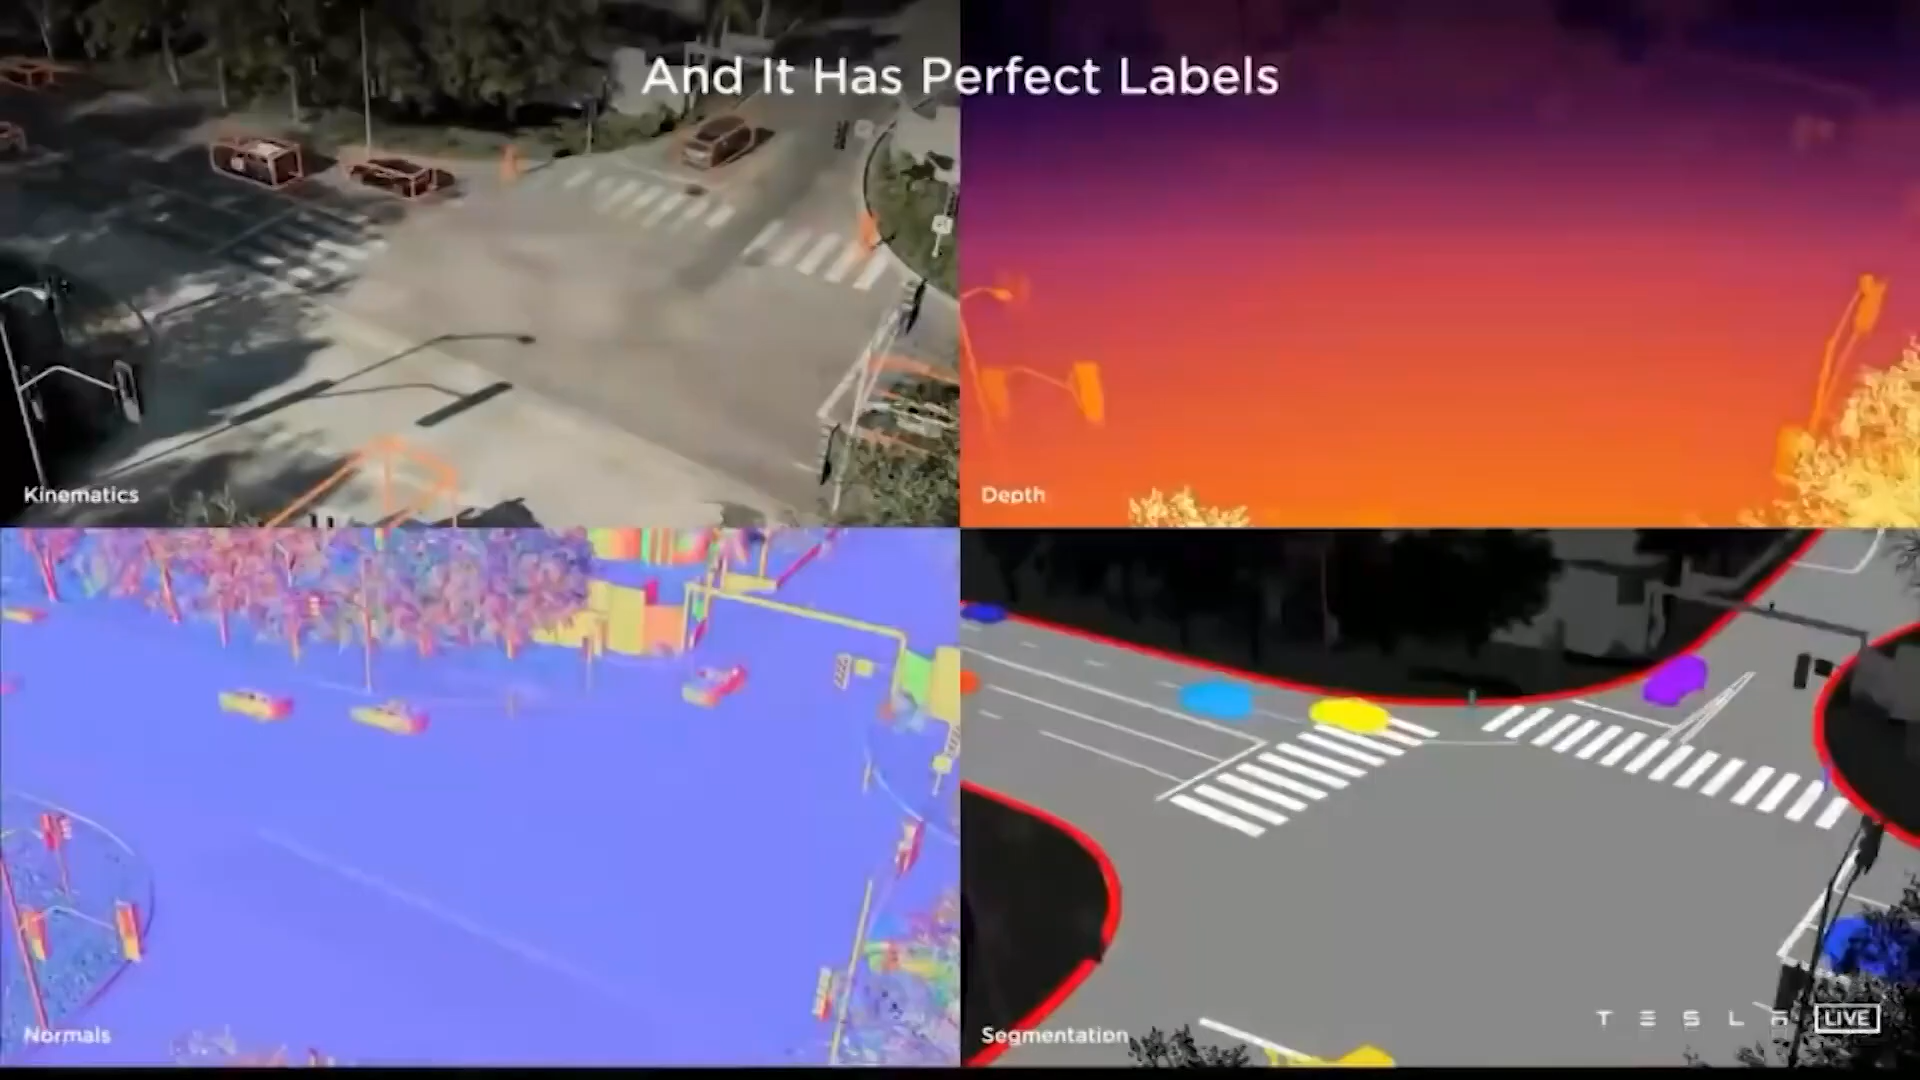 And It Has Perfect Labels
Kinematics
Depth
Normals
Segmentation
TESLA LIVE